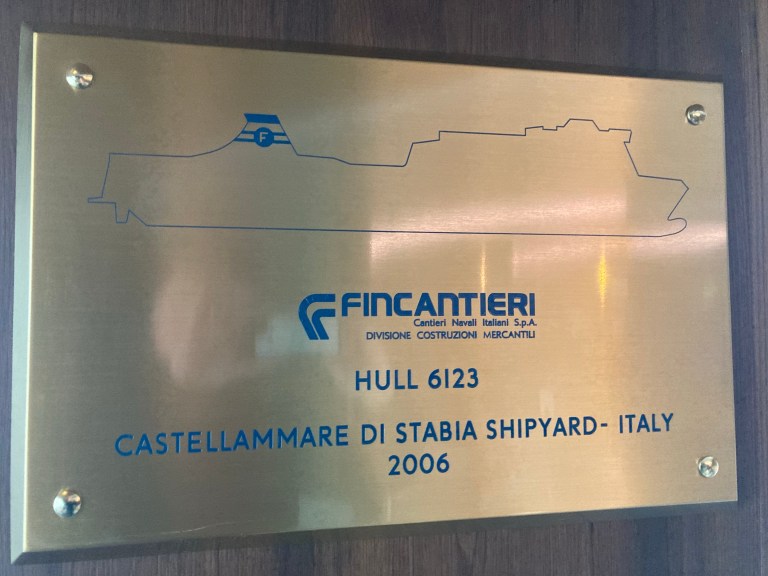 F
FINCANTIERI
Cantieri Navali Italiani S.p.A.
DIVISIONE COSTRUZIONI MERCANTILI
HULL 6123
CASTELLAMMARE DI STABIA SHIPYARD- ITALY
2006